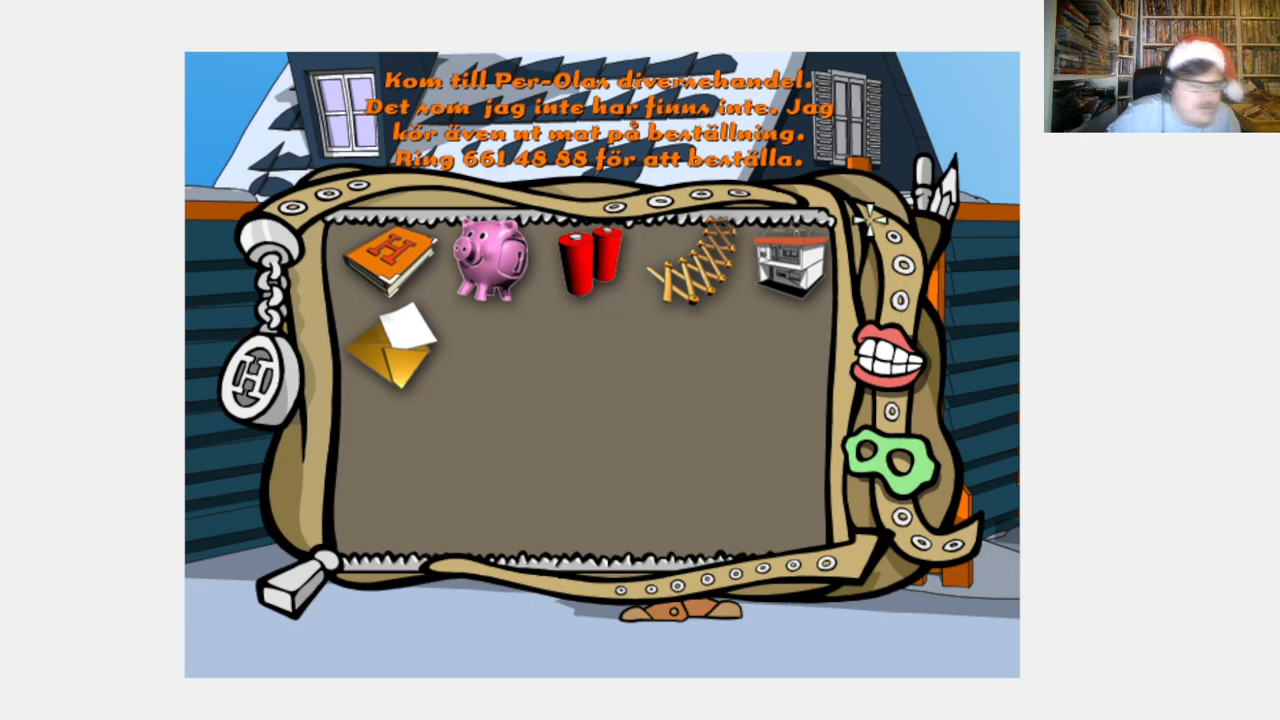 Kom till Per-Olas diversehandel.
Det som jag inte har finns inte. Jag
kör även ut mat på beställning.
Ring 661 48 88 för att beställa.
H
H